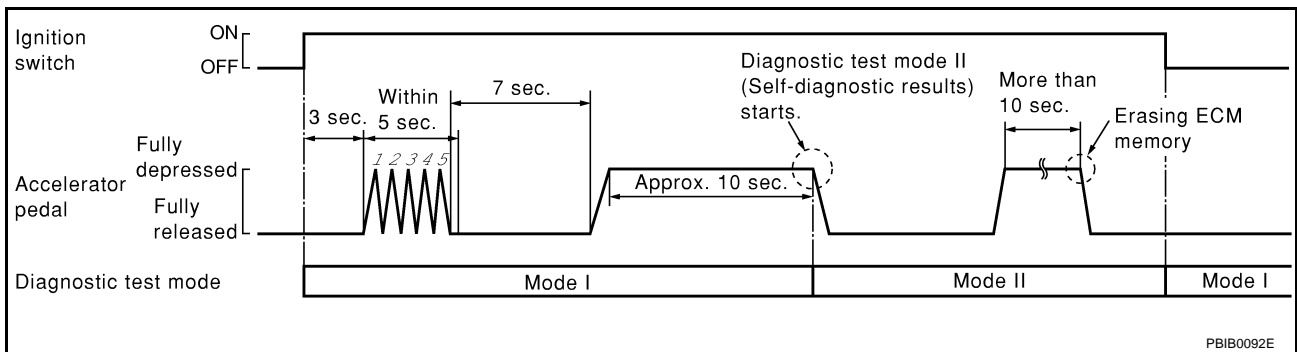 Ignition
switch
ON
OFF
3 sec.
Within
5 sec.
7 sec.
Diagnostic test mode II
(Self-diagnostic results)
starts.
More than
10 sec.
Erasing ECM
memory
Accelerator
pedal
Fully
depressed
Fully
released
1 2 3 4 5
Approx. 10 sec.
Diagnostic test mode
Mode I
Mode II
Mode I
PBIB0092E